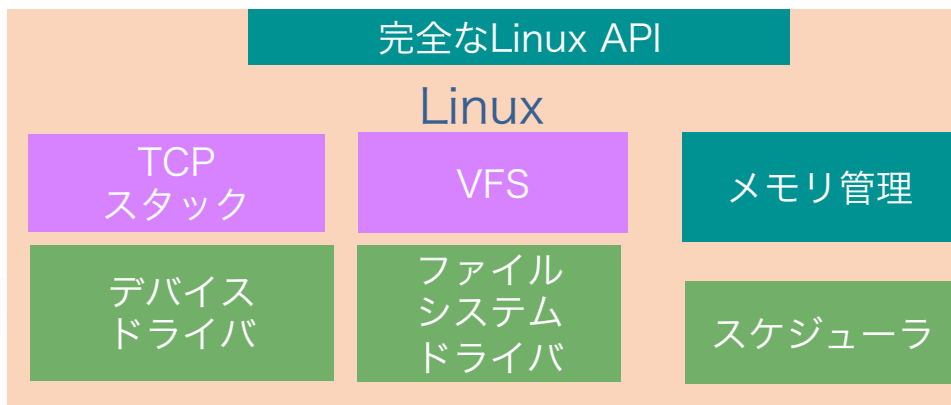 完全なLinux API
Linux
TCP
スタック
VFS
メモリ管理
デバイス
ドライバ
ファイル
システム
ドライバ
スケジューラ